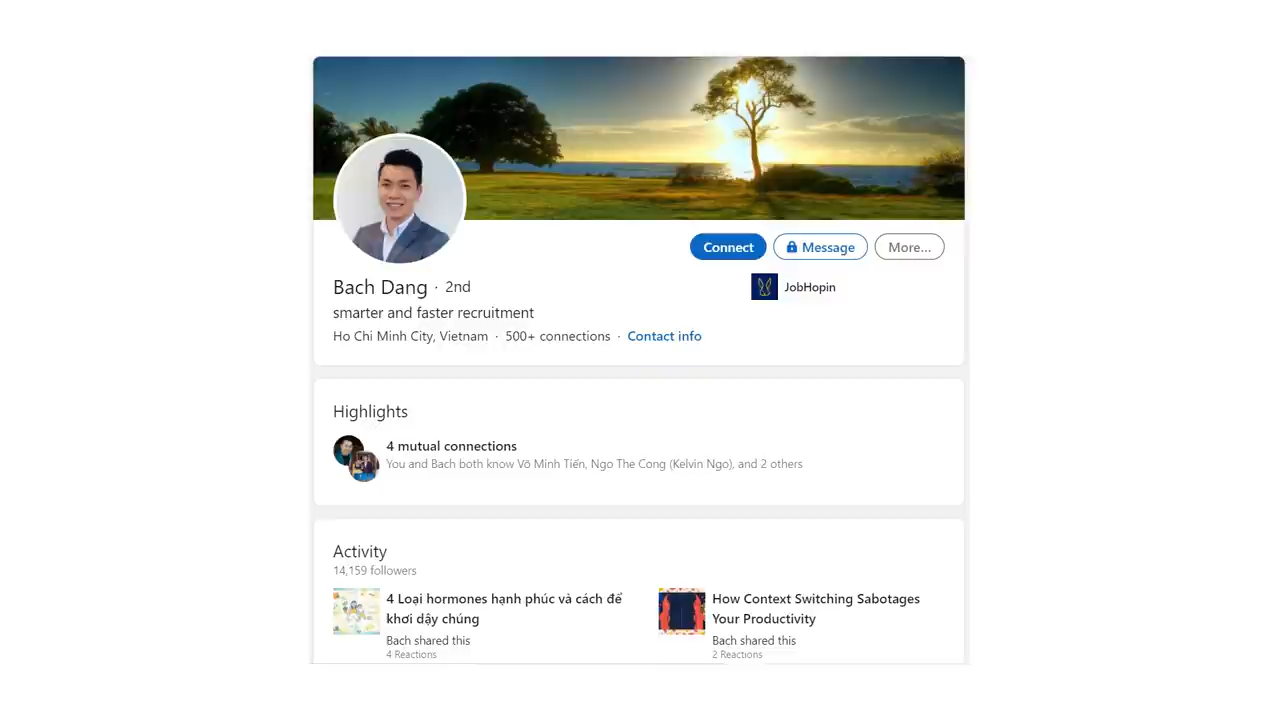 Connect
Message
More...
Bach Dang · 2nd
JobHopin
smarter and faster recruitment
Ho Chi Minh City, Vietnam · 500+ connections · Contact info
Highlights
4 mutual connections
You and Bach both know Võ Minh Tiến, Ngo The Cong (Kelvin Ngo), and 2 others
Activity
14,159 followers
4 Loại hormones hạnh phúc và cách để
khơi dậy chúng
Bach shared this
4 Reactions
How Context Switching Sabotages
Your Productivity
Bach shared this
2 Reactions